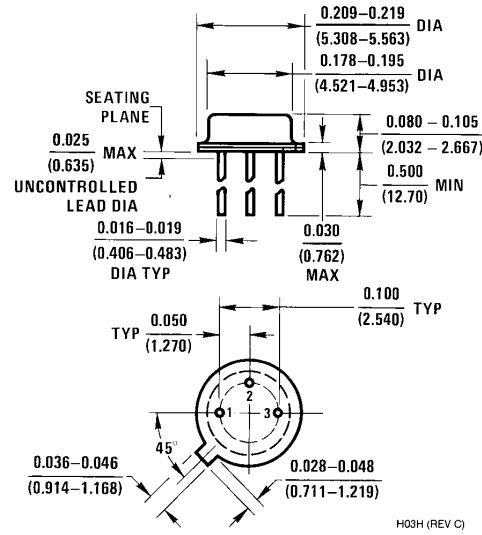 0.209–0.219
(5.308–5.563) DIA
0.178–0.195
(4.521–4.953) DIA
SEATING
PLANE
0.025
(0.635) MAX
UNCONTROLLED
LEAD DIA
0.080 – 0.105
(2.032 – 2.667)
0.500
(12.70) MIN
0.016–0.019
(0.406–0.483)
DIA TYP
0.030
(0.762)
MAX
0.100
(2.540) TYP
TYP 0.050
(1.270)
2
1
3
45°
0.036–0.046
(0.914–1.168)
0.028–0.048
(0.711–1.219)
H03H (REV C)